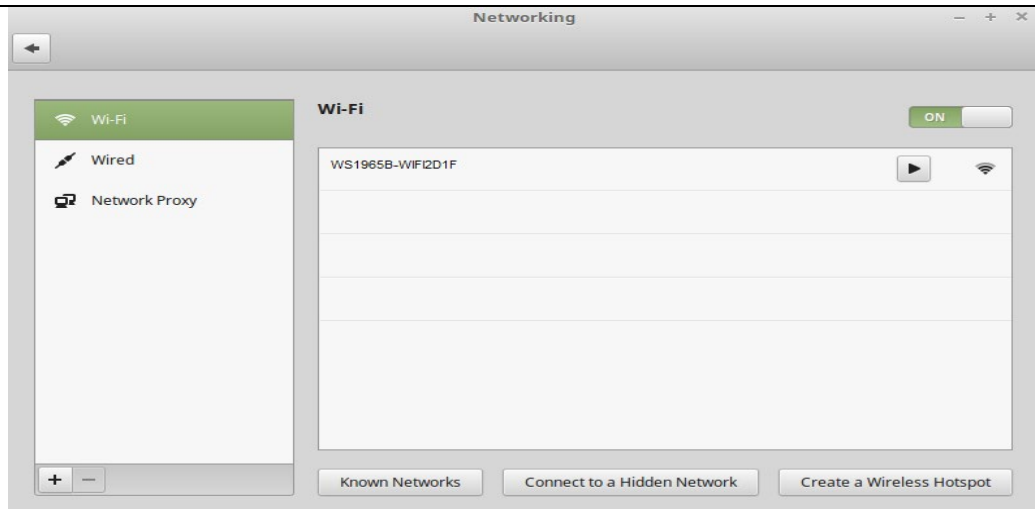 Networking
Wi-Fi
Wired
Network Proxy
Wi-Fi
ON
WS1965B-WIFI2D1F
Known Networks
Connect to a Hidden Network
Create a Wireless Hotspot